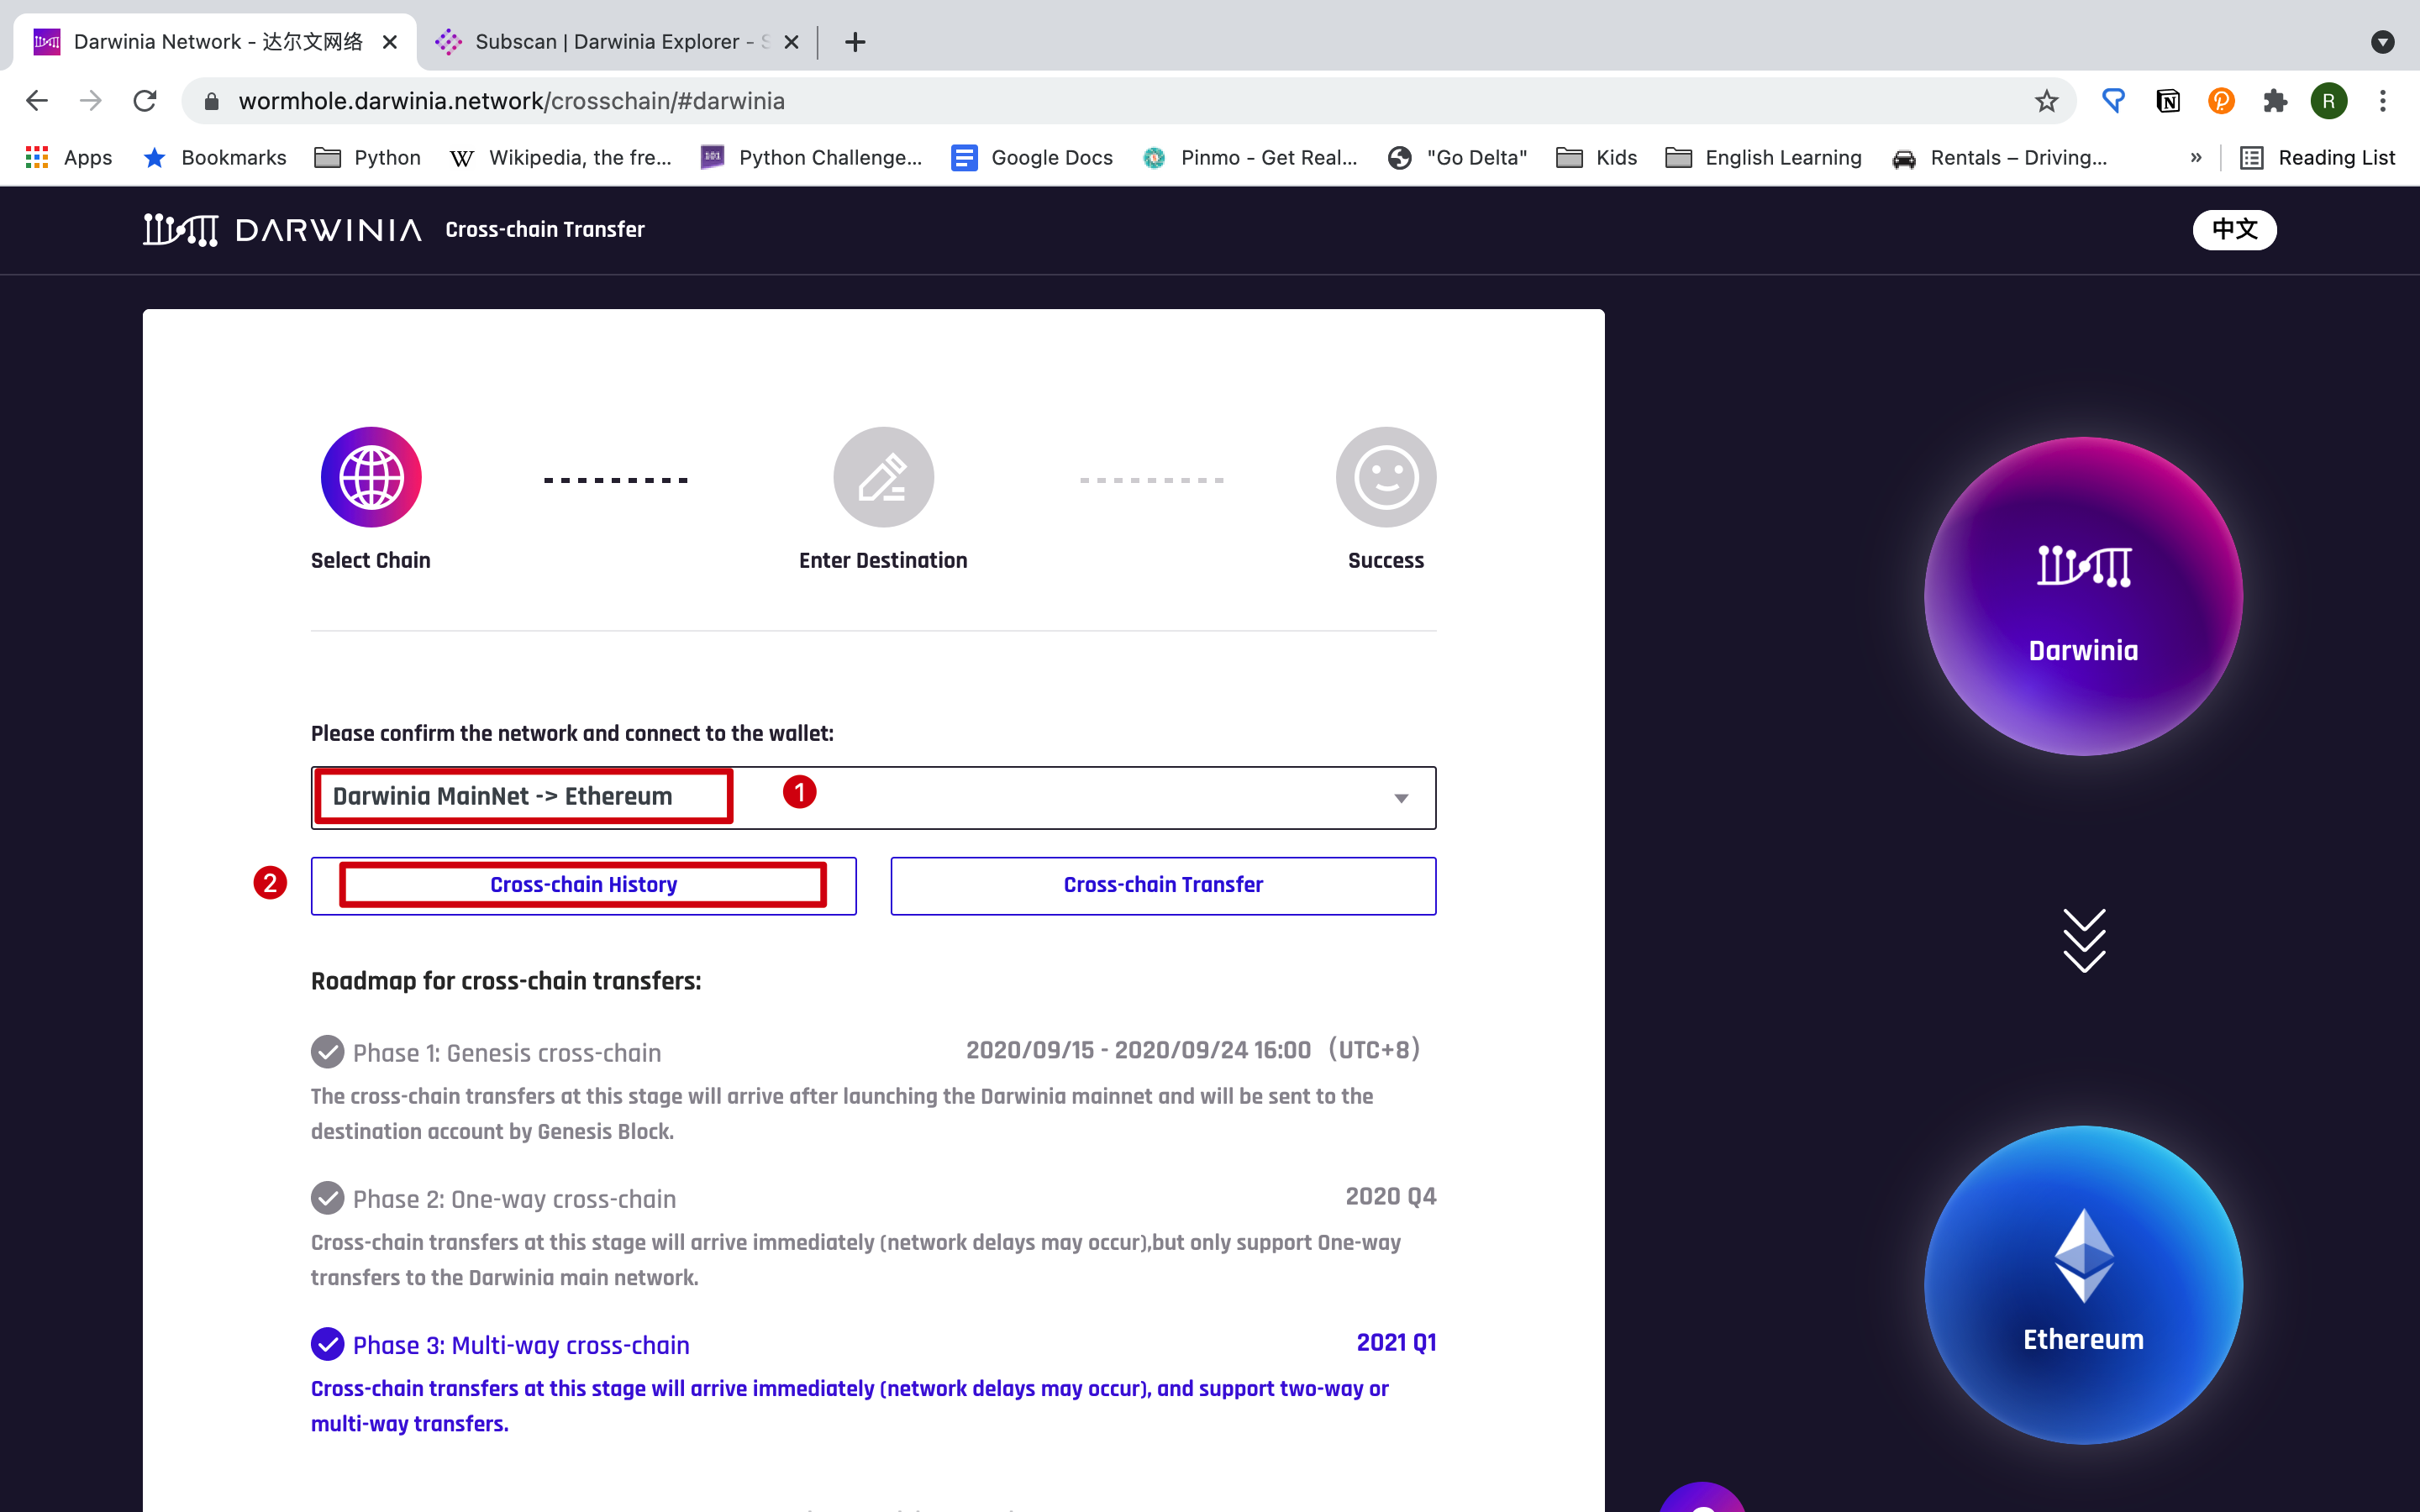 Darwinia Network - 达尔文网络
Subscan | Darwinia Explorer -
wormhole.darwinia.network/crosschain/#darwinia
R
Apps
Bookmarks
Python
W Wikipedia, the fre...
Python Challenge...
Google Docs
Pinmo - Get Real...
"Go Delta"
Kids
English Learning
Rentals – Driving...
»
Reading List
DARWINIA
Cross-chain Transfer
中文
Select Chain
Enter Destination
Success
Please confirm the network and connect to the wallet:
Darwinia MainNet -> Ethereum
1
2
Cross-chain History
Cross-chain Transfer
Roadmap for cross-chain transfers:
Phase 1: Genesis cross-chain
2020/09/15 - 2020/09/24 16:00（UTC+8）
The cross-chain transfers at this stage will arrive after launching the Darwinia mainnet and will be sent to the
destination account by Genesis Block.
Phase 2: One-way cross-chain
2020 Q4
Cross-chain transfers at this stage will arrive immediately (network delays may occur),but only support One-way
transfers to the Darwinia main network.
Phase 3: Multi-way cross-chain
2021 Q1
Cross-chain transfers at this stage will arrive immediately (network delays may occur), and support two-way or
multi-way transfers.
Darwinia
Ethereum